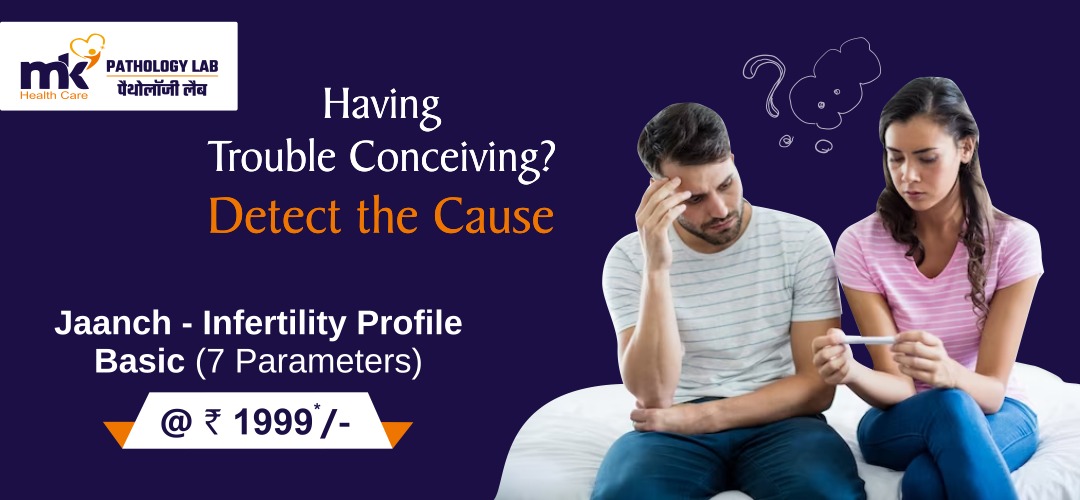 mk
Health Care
PATHOLOGY LAB
पैथोलॉजी लैब
Having
Trouble Conceiving?
Detect the Cause
Jaanch - Infertility Profile
Basic (7 Parameters)
@ ₹ 1999*/-
?